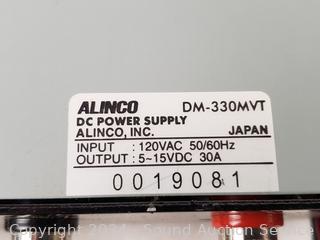 ALINCO DM-330MVT
DC POWER SUPPLY
ALINCO, INC. JAPAN
INPUT : 120VAC 50/60Hz
OUTPUT : 5~15VDC 30A
0019081
Copyright 2024 - Sound Auction Service